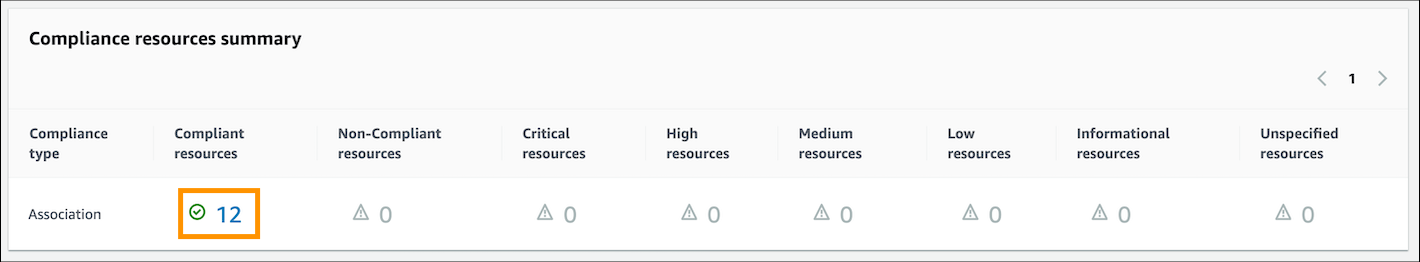 Compliance resources summary
1
Compliance type
Compliant resources
Non-Compliant resources
Critical resources
High resources
Medium resources
Low resources
Informational resources
Unspecified resources
Association 12 0 0 0 0 0 0 0